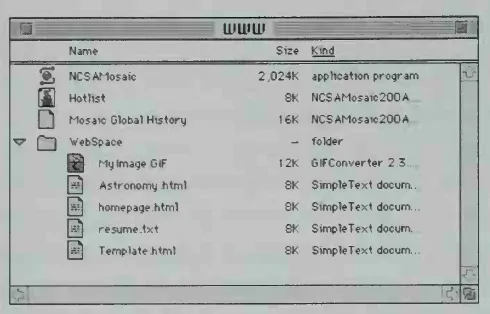 WWW
Name Size Kind
NCSAMosaic 2,024K application program
Hotlist 8K NCSAMosaic200A...
Mosaic Global History 16K NCSAMosaic200A...
WebSpace – folder
MyImage.GIF 12K GIFConverter 2.3...
Astronomy.html 8K SimpleText docum...
homepage.html 8K SimpleText docum...
resume.txt 8K SimpleText docum...
Template.html 8K SimpleText docum...